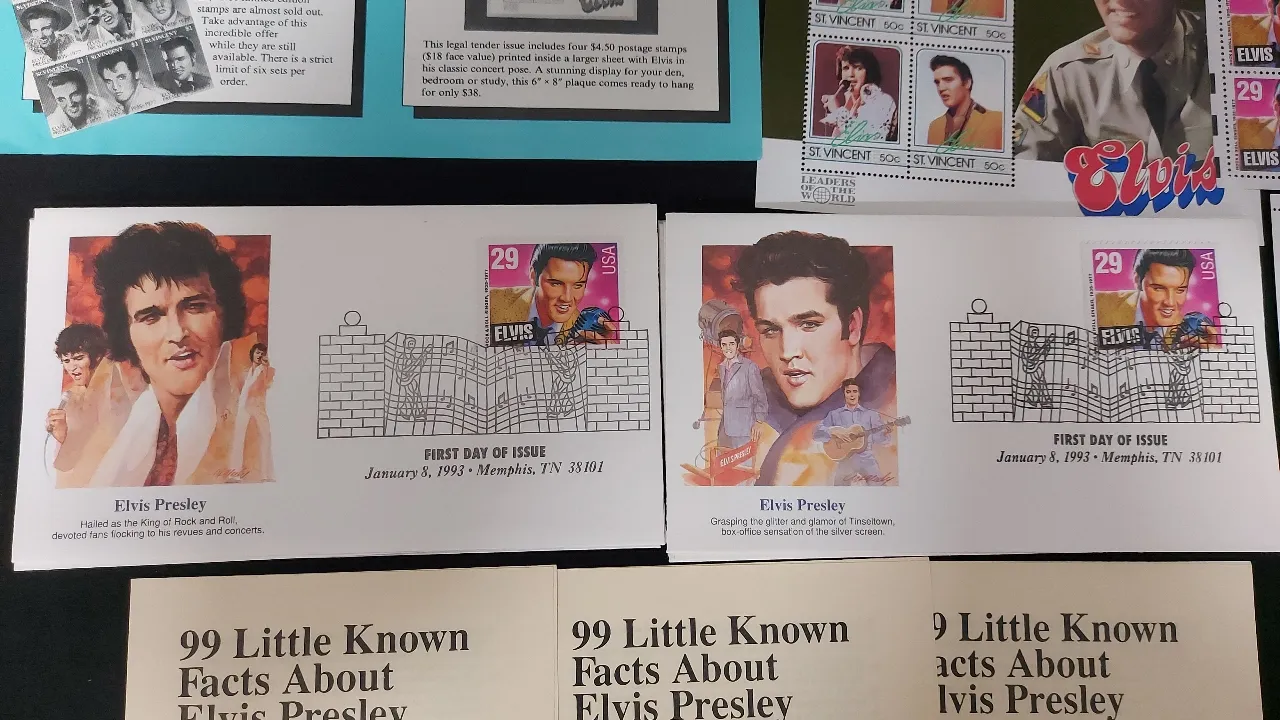 stamps are almost sold out.
Take advantage of this
incredible offer
while they are still
available. There is a strict
limit of six sets per
order.
This legal tender issue includes four $4.50 postage stamps
($18 face value) printed inside a larger sheet with Elvis in
his classic concert pose. A stunning display for your den,
bedroom or study, this 6" × 8" plaque comes ready to hang
for only $38.
ST. VINCENT 50c
ST. VINCENT 50c
ST. VINCENT 50c
ST. VINCENT 50c
LEADERS
OF THE
WORLD
Elvis
ELVIS
29
ELVIS
29
USA
ELVIS
FIRST DAY OF ISSUE
January 8, 1993 • Memphis, TN 38101
Elvis Presley
Hailed as the King of Rock and Roll,
devoted fans flocking to his revues and concerts.
29
USA
ELVIS
ELVIS PRESLEY
FIRST DAY OF ISSUE
January 8, 1993 • Memphis, TN 38101
Elvis Presley
Grasping the glitter and glamor of Tinseltown,
box-office sensation of the silver screen.
99 Little Known
Facts About
Elvis Presley
99 Little Known
Facts About
Elvis Presley
9 Little Known
acts About
lvis Presley